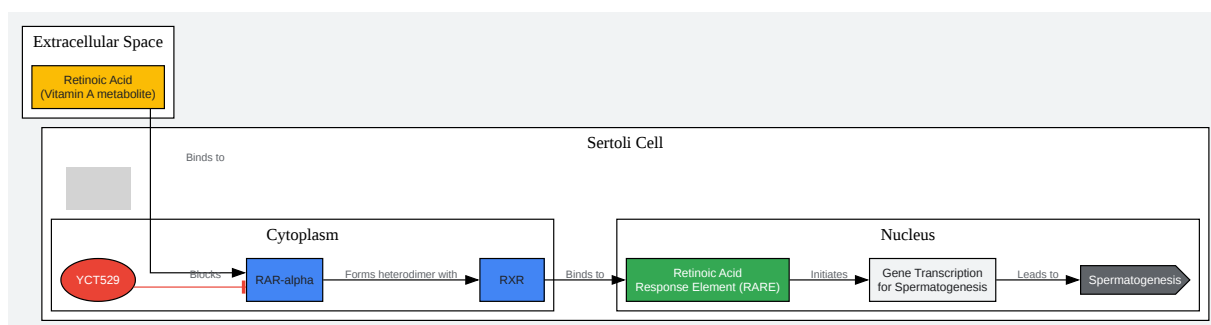 Extracellular Space
Retinoic Acid
(Vitamin A metabolite)
Sertoli Cell
Binds to
Cytoplasm
Nucleus
YCT529
Blocks
RAR-alpha
Forms heterodimer with
RXR
Binds to
Retinoic Acid
Response Element (RARE)
Initiates
Gene Transcription
for Spermatogenesis
Leads to
Spermatogenesis